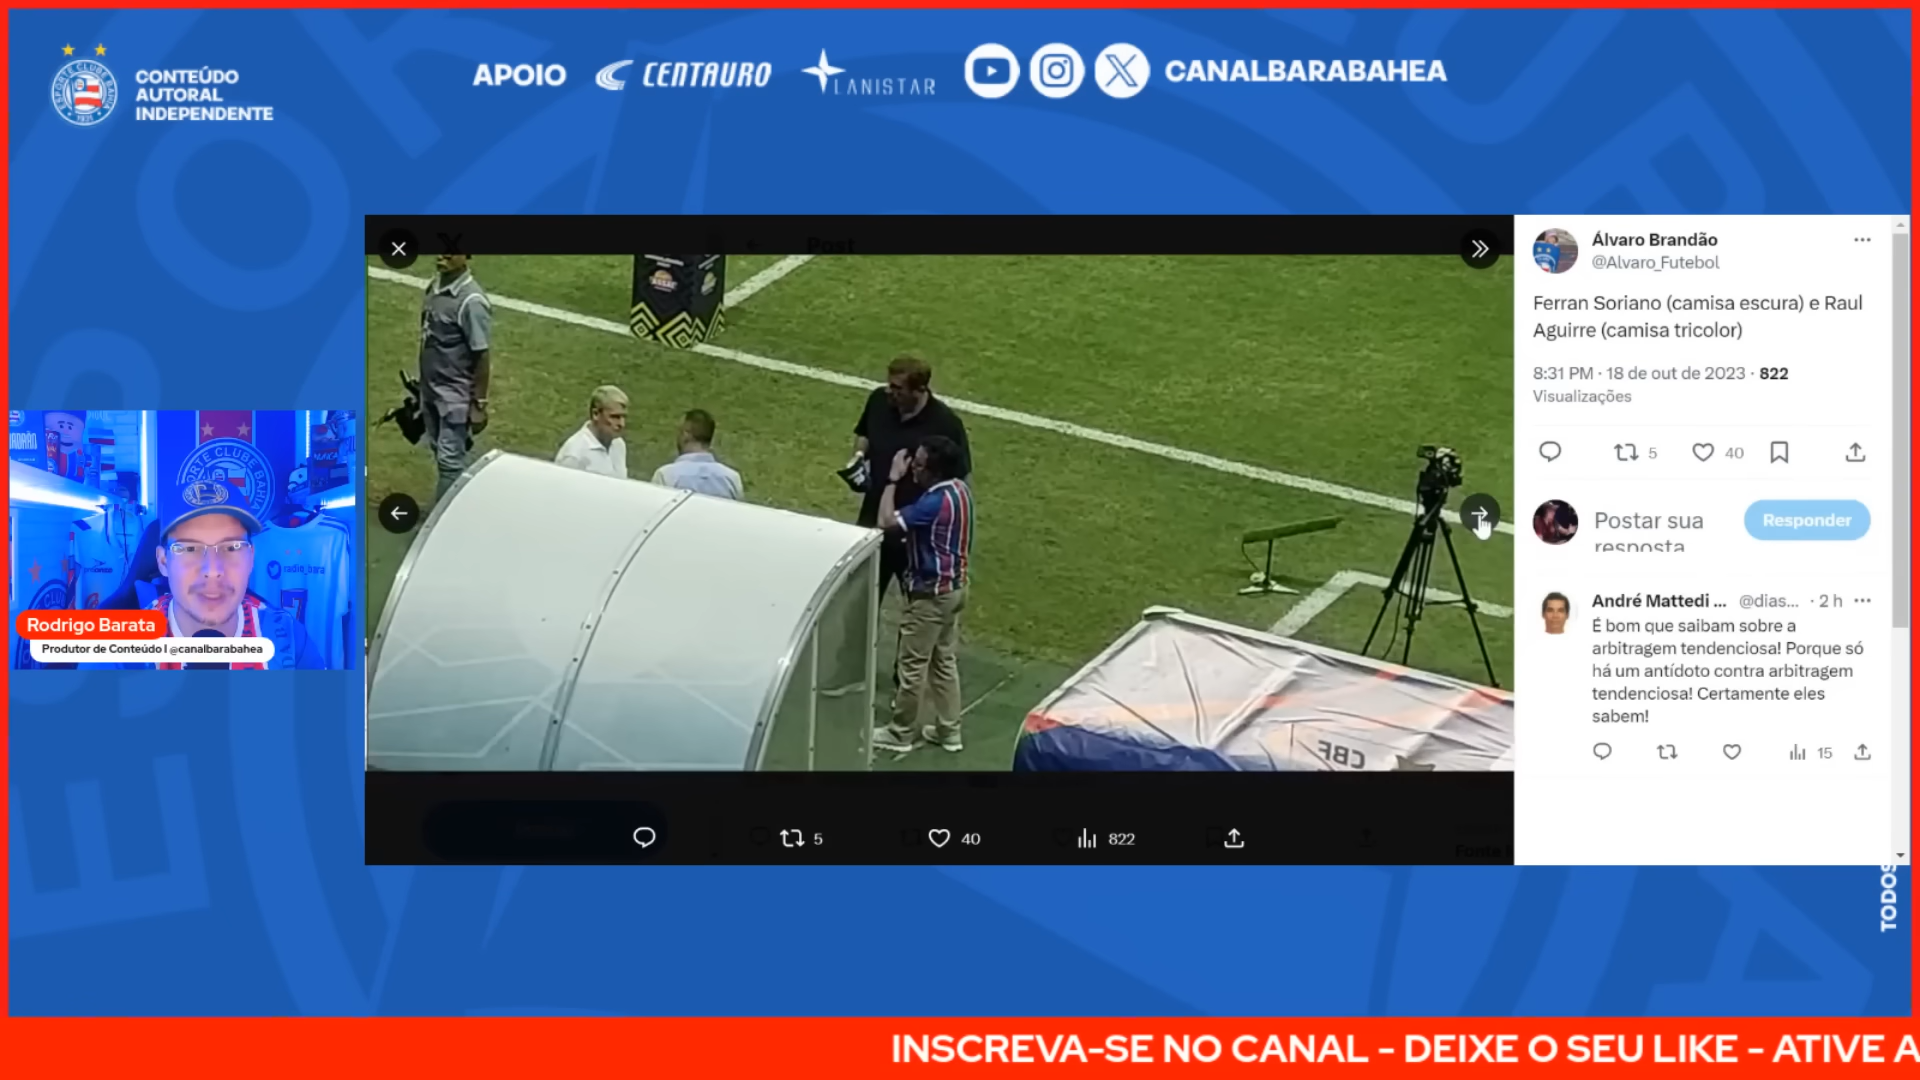 CONTEÚDO
AUTORAL
INDEPENDENTE
APOIO
CENTAURO
LANISTAR
CANALBARABAHEA
Post
CBF
Rodrigo Barata
Produtor de Conteúdo | @canalbarabahea
5
40
822
Álvaro Brandão
@Alvaro_Futebol
Ferran Soriano (camisa escura) e Raul
Aguirre (camisa tricolor)
8:31 PM · 18 de out de 2023 · 822
Visualizações
5
40
Postar sua
resposta
Responder
André Mattedi ... @dias... · 2 h
É bom que saibam sobre a
arbitragem tendenciosa! Porque só
há um antídoto contra arbitragem
tendenciosa! Certamente eles
sabem!
15
TODOS
INSCREVA-SE NO CANAL - DEIXE O SEU LIKE - ATIVE A